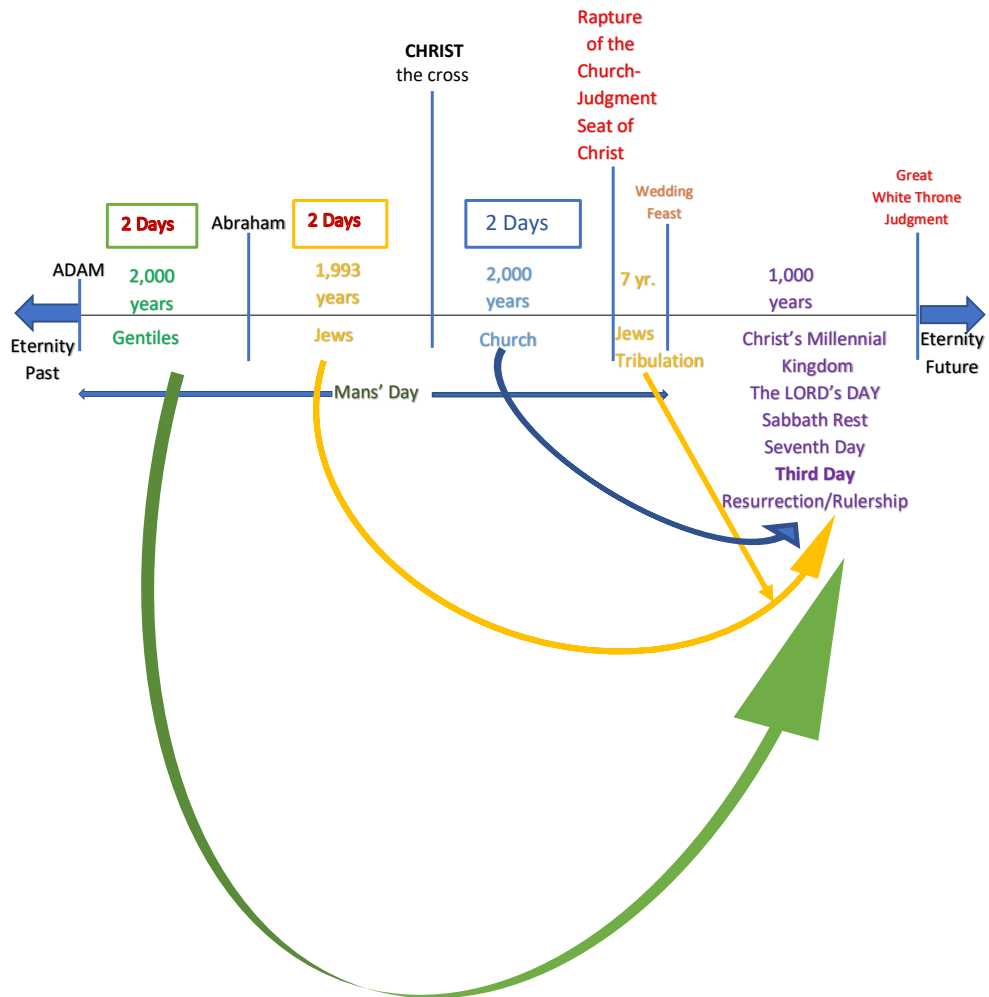 Rapture
of the
Church-
Judgment
Seat of
Christ
CHRIST
the cross
Great
White Throne
Judgment
Wedding
Feast
2 Days
Abraham
2 Days
2 Days
ADAM
2,000
years
1,993
years
2,000
years
7 yr.
1,000
years
Gentiles
Jews
Church
Jews
Tribulation
Eternity
Past
Christ's Millennial
Kingdom
The LORD's DAY
Sabbath Rest
Seventh Day
Third Day
Resurrection/Rulership
Eternity
Future
Mans' Day